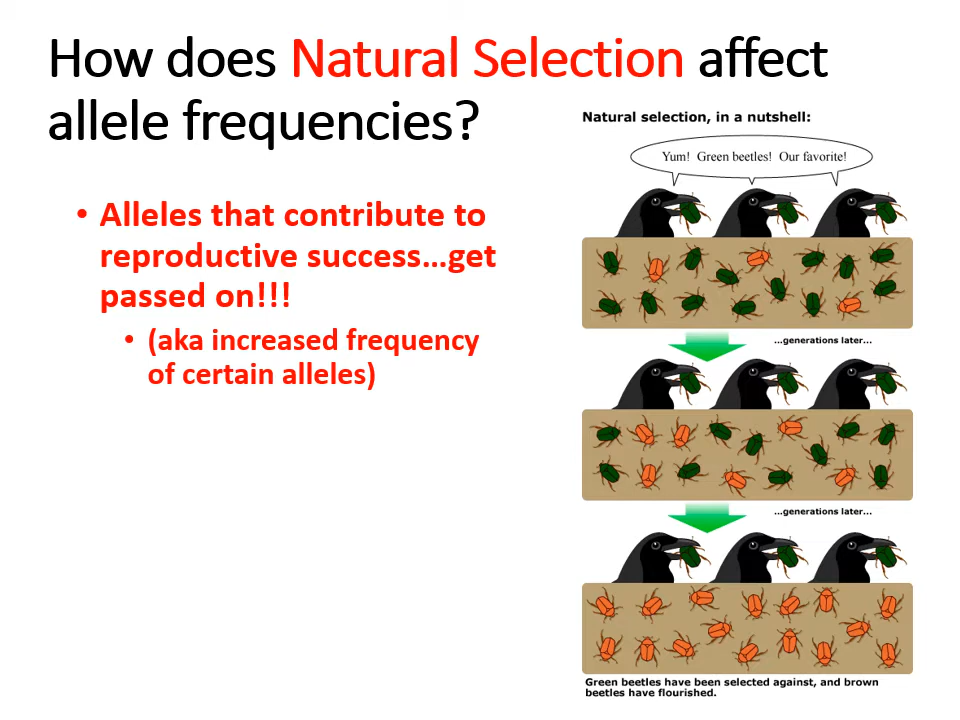 How does Natural Selection affect
allele frequencies?
• Alleles that contribute to
reproductive success...get
passed on!!!
• (aka increased frequency
of certain alleles)
Natural selection, in a nutshell:
Yum! Green beetles! Our favorite!
...generations later...
...generations later...
Green beetles have been selected against, and brown
beetles have flourished.